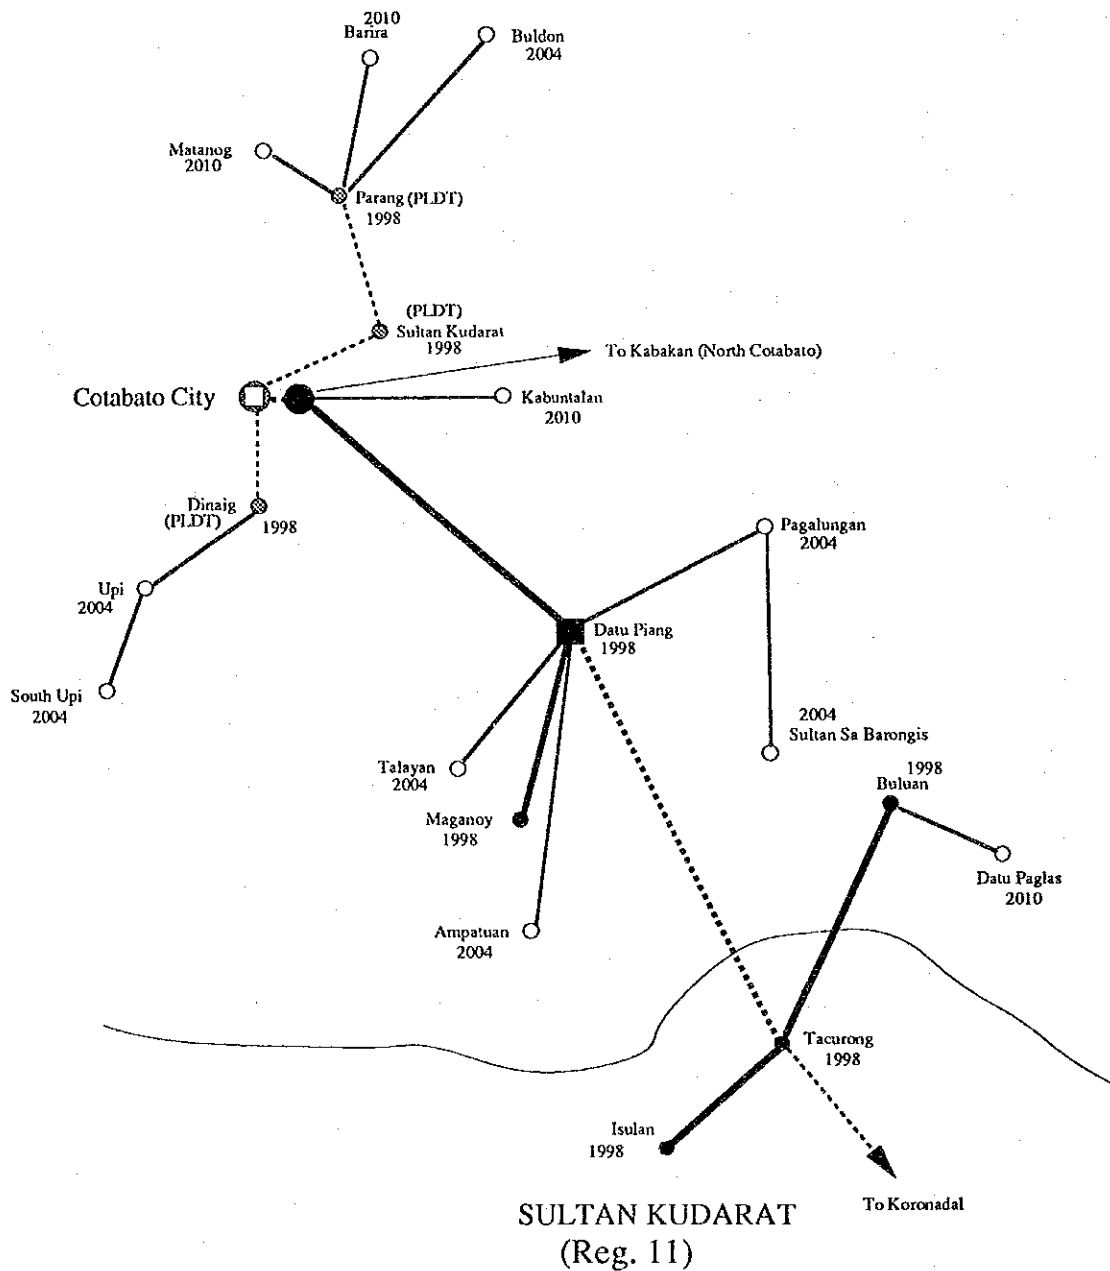 2010
Barira
Buldon
2004
Matanog
2010
Parang (PLDT)
1998
(PLDT)
Sultan Kudarat
1998
To Kabakan (North Cotabato)
Cotabato City
Kabuntalan
2010
Dinaig
(PLDT)
1998
Pagalungan
2004
Upi
2004
Datu Piang
1998
South Upi
2004
2004
Sultan Sa Barongis
Talayan
2004
1998
Buluan
Maganoy
1998
Datu Paglas
2010
Ampatuan
2004
Tacurong
1998
Isulan
1998
To Koronadal
SULTAN KUDARAT
(Reg. 11)